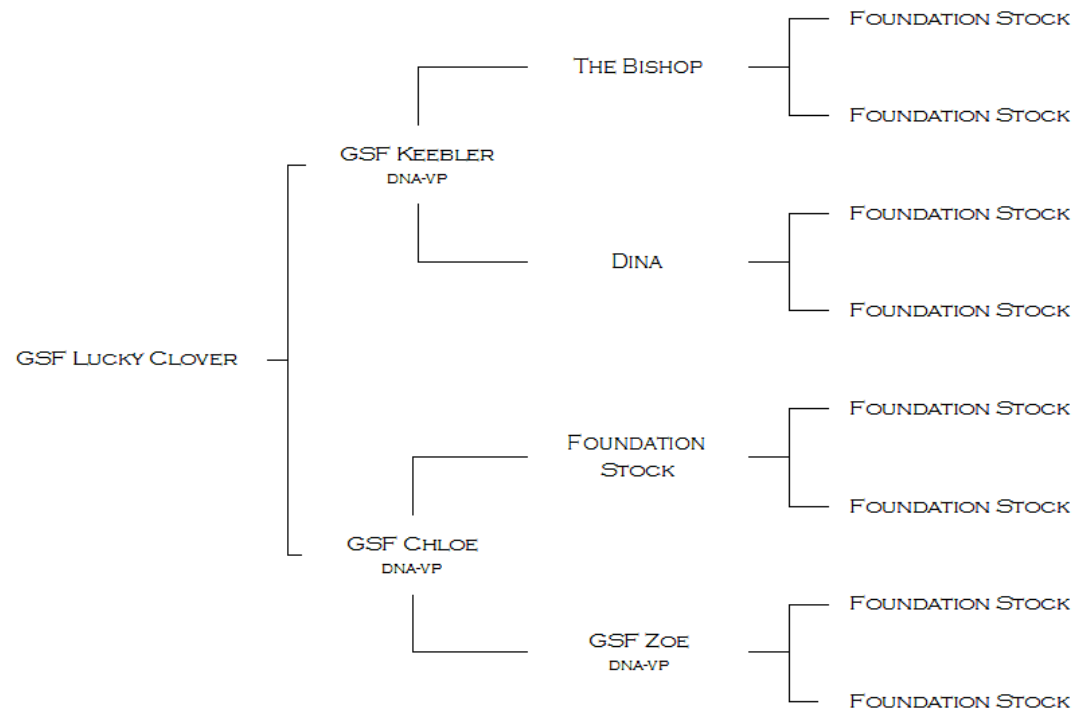 Foundation Stock
The Bishop
Foundation Stock
GSF Keebler
DNA-VP
Foundation Stock
Dina
Foundation Stock
GSF Lucky Clover
Foundation Stock
Foundation
Stock
Foundation Stock
GSF Chloe
DNA-VP
Foundation Stock
GSF Zoe
DNA-VP
Foundation Stock